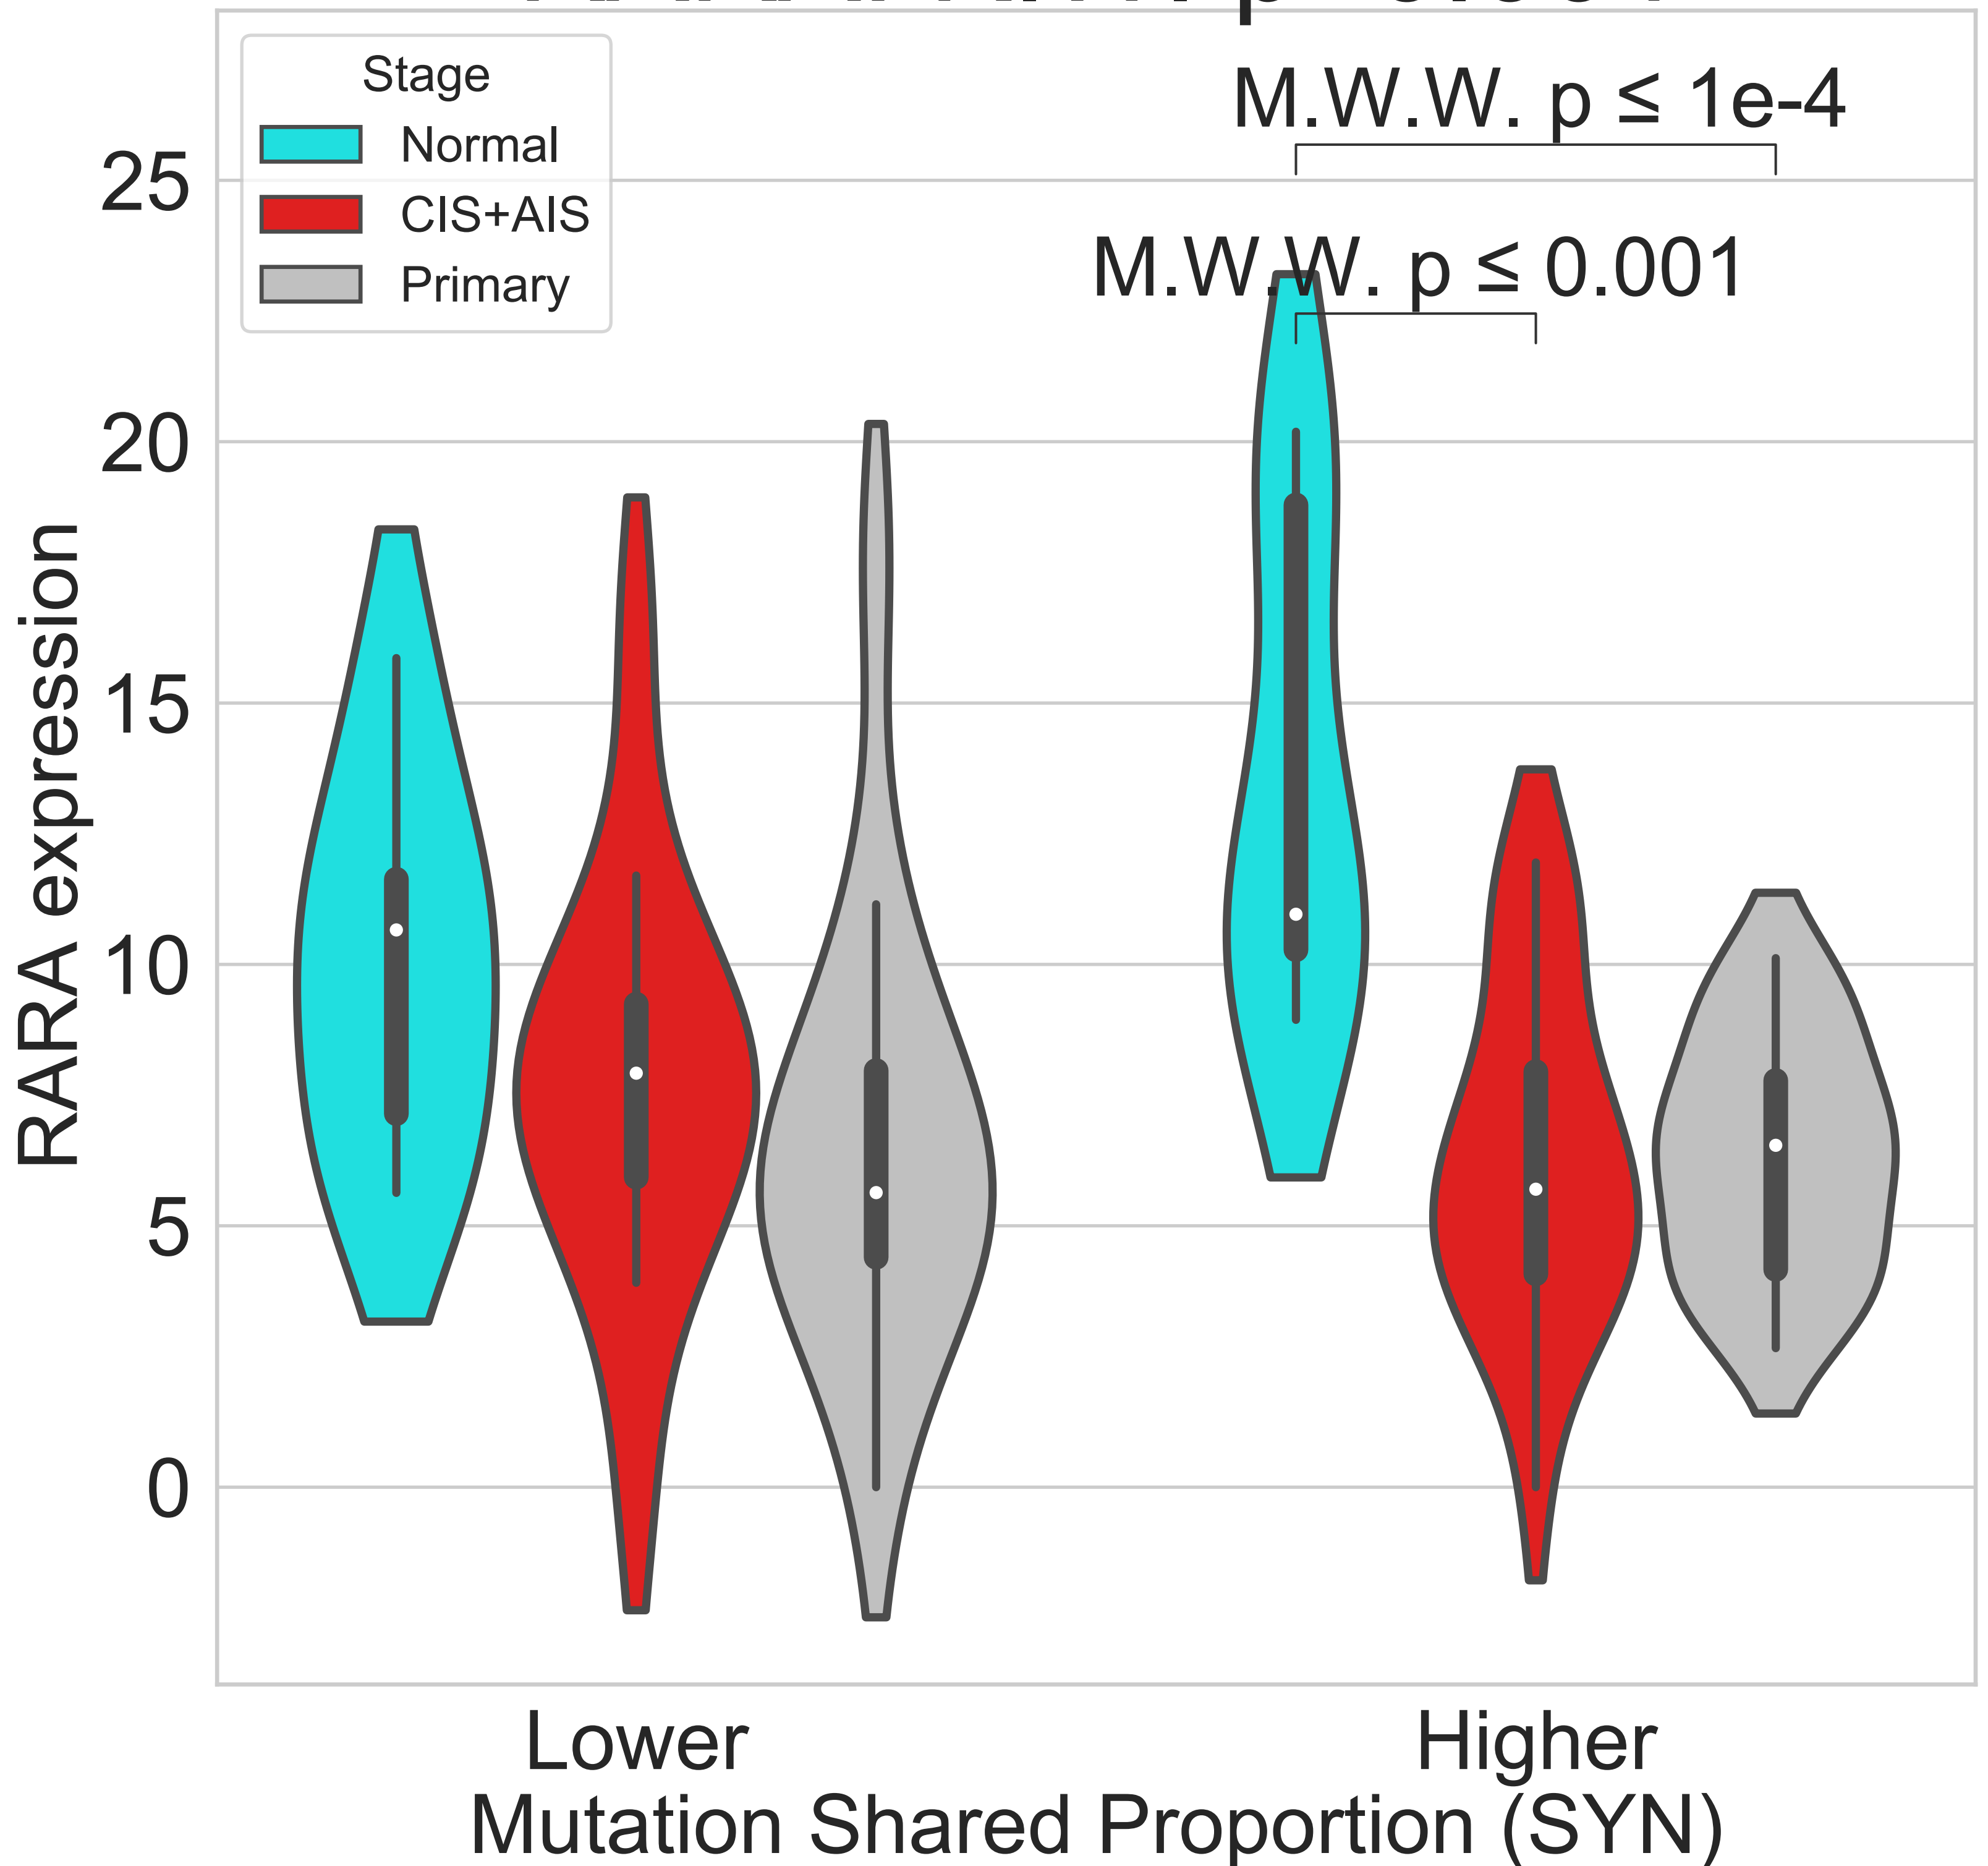 Stage
Normal
CIS+AIS
Primary
M.W.W. p ≤ 1e-4
M.W.W. p ≤ 0.001
25
20
15
10
5
0
RARA expression
Lower
Higher
Mutation Shared Proportion (SYN)